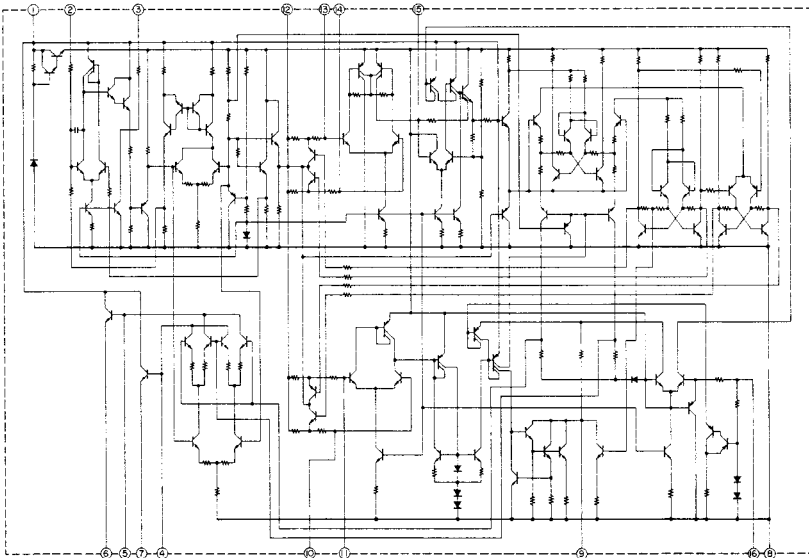 ① ② ③ ⑫ ⑬ ⑭ ⑮
⑥ ⑤ ⑦ ④ ⑩ ⑪ ⑨ ⑯ ⑧